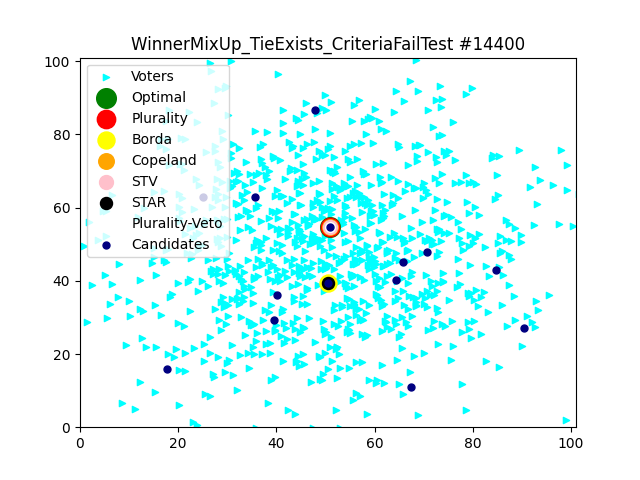 WinnerMixUp_TieExists_CriteriaFailTest #14400
Voters
Optimal
Plurality
Borda
Copeland
STV
STAR
Plurality-Veto
Candidates
100
80
60
40
20
0
0 20 40 60 80 100